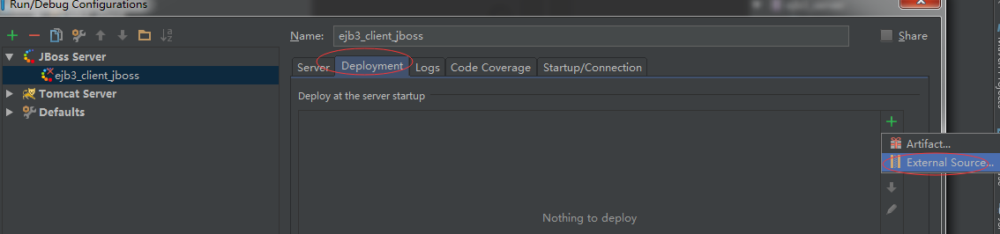 Run/Debug Configurations
Name: ejb3_client_jboss Share
JBoss Server
ejb3_client_jboss
Tomcat Server
Defaults
Server Deployment Logs Code Coverage Startup/Connection
Deploy at the server startup
Artifact...
External Source...
Nothing to deploy